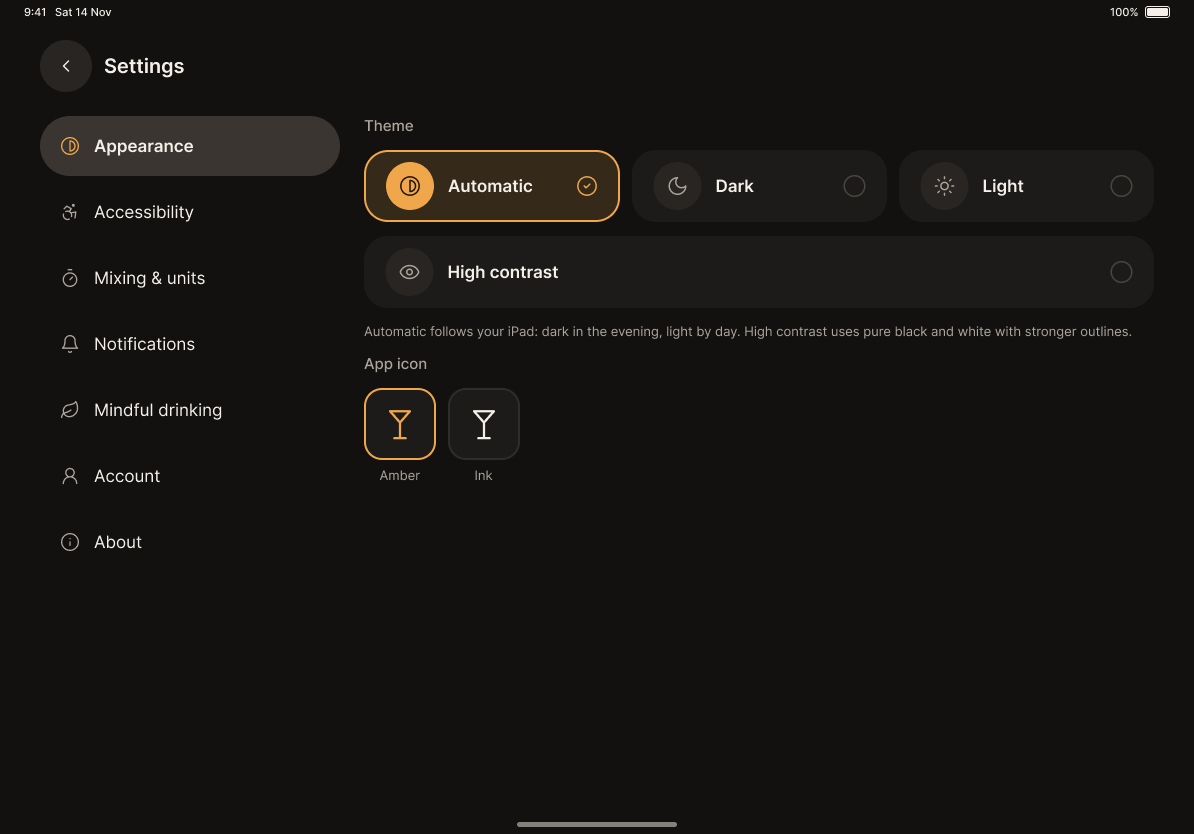 9:41 Sat 14 Nov
100%
Settings
Appearance
Accessibility
Mixing & units
Notifications
Mindful drinking
Account
About
Theme
Automatic
Dark
Light
High contrast
Automatic follows your iPad: dark in the evening, light by day. High contrast uses pure black and white with stronger outlines.
App icon
Amber
Ink